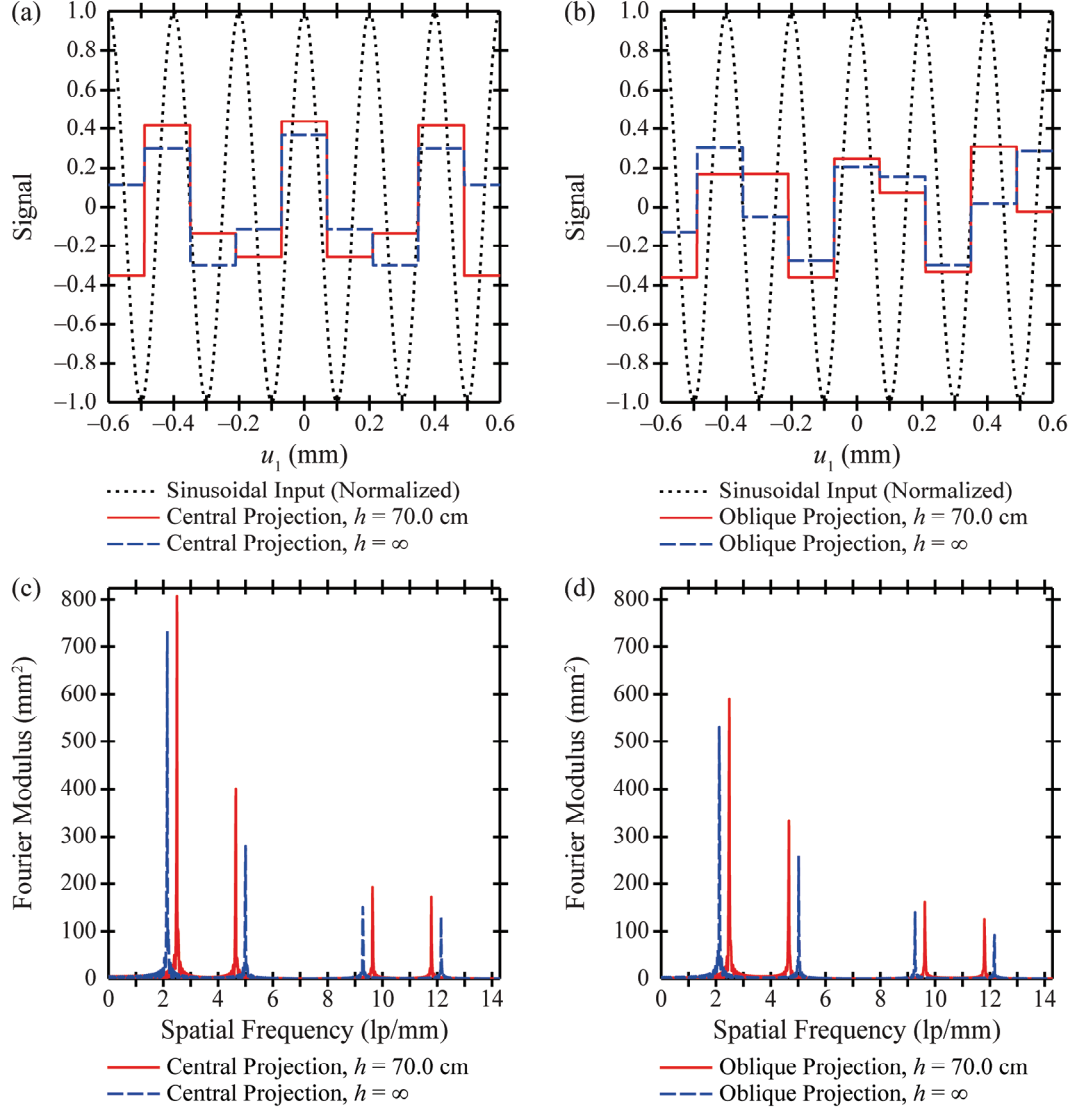 (a)
1.0
0.8
0.6
0.4
0.2
0
–0.2
–0.4
–0.6
–0.8
–1.0
Signal
–0.6 –0.4 –0.2 0 0.2 0.4 0.6
u₁ (mm)
Sinusoidal Input (Normalized)
Central Projection, h = 70.0 cm
Central Projection, h = ∞
(b)
1.0
0.8
0.6
0.4
0.2
0
–0.2
–0.4
–0.6
–0.8
–1.0
Signal
–0.6 –0.4 –0.2 0 0.2 0.4 0.6
u₁ (mm)
Sinusoidal Input (Normalized)
Oblique Projection, h = 70.0 cm
Oblique Projection, h = ∞
(c)
800
700
600
500
400
300
200
100
0
Fourier Modulus (mm²)
0 2 4 6 8 10 12 14
Spatial Frequency (lp/mm)
Central Projection, h = 70.0 cm
Central Projection, h = ∞
(d)
800
700
600
500
400
300
200
100
0
Fourier Modulus (mm²)
0 2 4 6 8 10 12 14
Spatial Frequency (lp/mm)
Oblique Projection, h = 70.0 cm
Oblique Projection, h = ∞